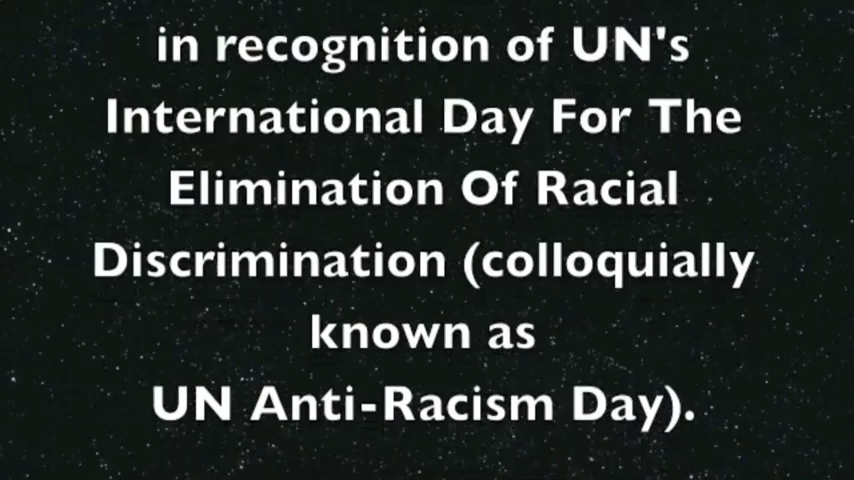 in recognition of UN's
International Day For The
Elimination Of Racial
Discrimination (colloquially
known as
UN Anti-Racism Day).